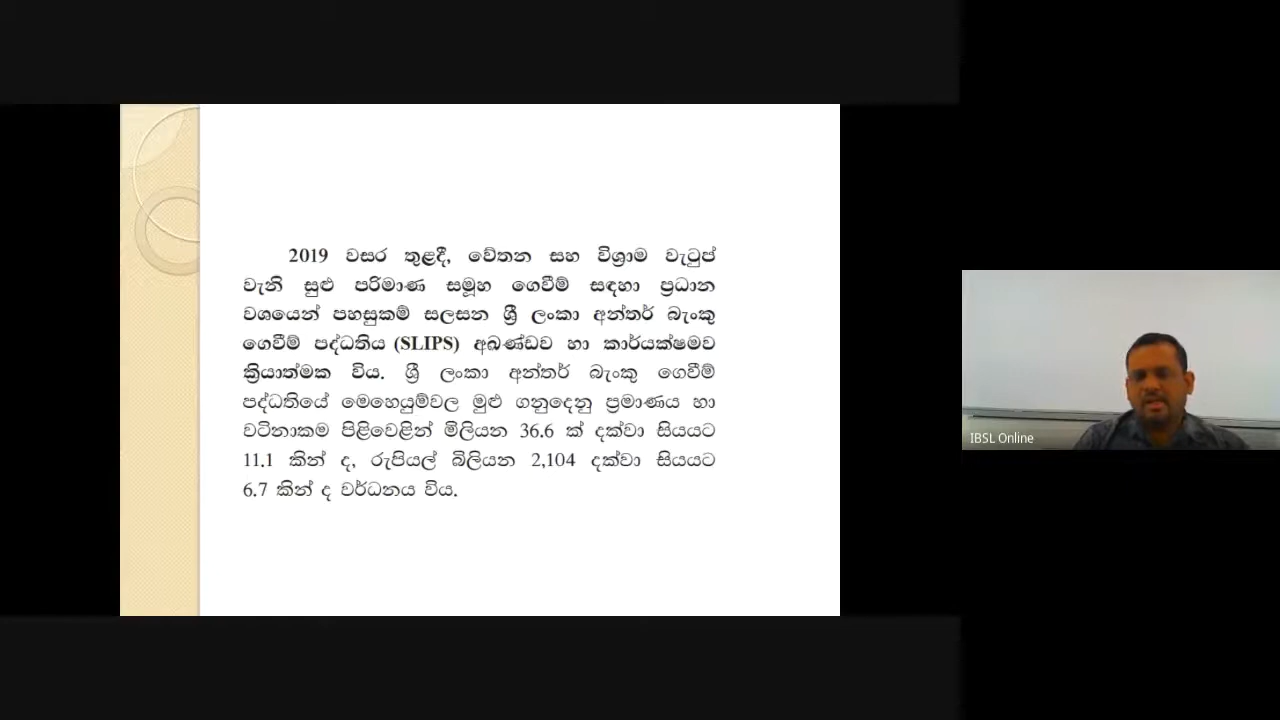 2019 වසර තුළදී, වේතන සහ විශ්‍රාම වැටුප්
වැනි සුළු පරිමාණ සමූහ ගෙවීම් සඳහා ප්‍රධාන
වශයෙන් පහසුකම් සලසන ශ්‍රී ලංකා අන්තර් බැංකු
ගෙවීම් පද්ධතිය (SLIPS) අඛණ්ඩව හා කාර්යක්ෂමව
ක්‍රියාත්මක විය. ශ්‍රී ලංකා අන්තර් බැංකු ගෙවීම්
පද්ධතියේ මෙහෙයුම්වල මුළු ගනුදෙනු ප්‍රමාණය හා
වටිනාකම පිළිවෙළින් මිලියන 36.6 ක් දක්වා සියයට
11.1 කින් ද, රුපියල් බිලියන 2,104 දක්වා සියයට
6.7 කින් ද වර්ධනය විය.
IBSL Online